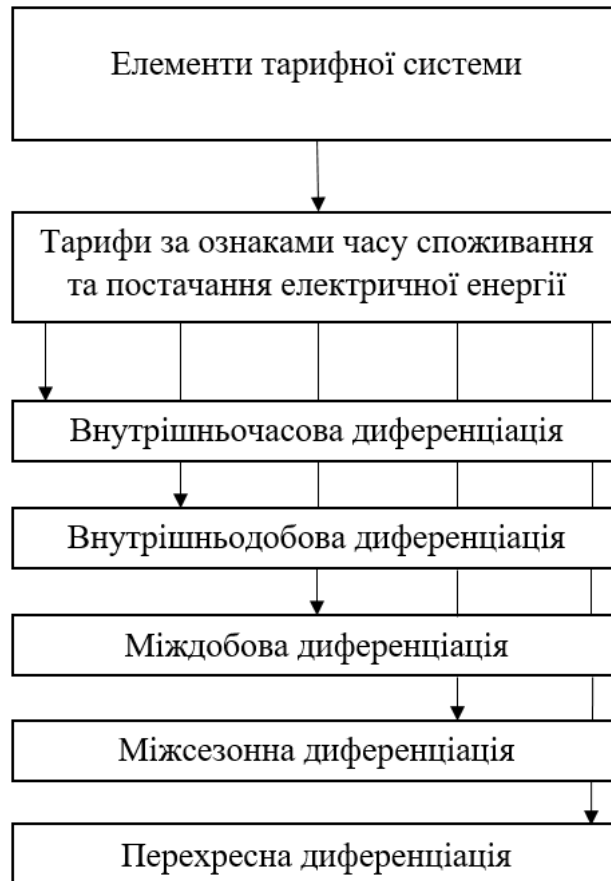 Елементи тарифної системи
Тарифи за ознаками часу споживання
та постачання електричної енергії
Внутрішньочасова диференціація
Внутрішньодобова диференціація
Міждобова диференціація
Міжсезонна диференціація
Перехресна диференціація